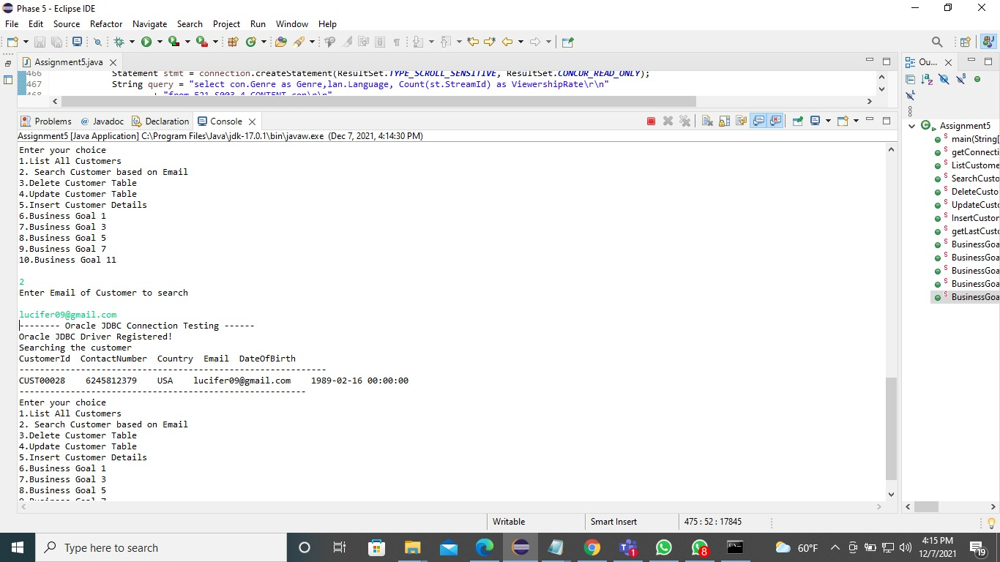 Phase 5 - Eclipse IDE
File Edit Source Refactor Navigate Search Project Run Window Help
Assignment5.java
Ou...
466 Statement stmt = connection.createStatement(ResultSet.TYPE_SCROLL_SENSITIVE, ResultSet.CONCUR_READ_ONLY);
467 String query = "select con.Genre as Genre,lan.Language, Count(st.StreamId) as ViewershipRate\r\n"
Problems @ Javadoc Declaration Console
Assignment5 [Java Application] C:\Program Files\Java\jdk-17.0.1\bin\javaw.exe (Dec 7, 2021, 4:14:30 PM)
Enter your choice
1.List All Customers
2. Search Customer based on Email
3.Delete Customer Table
4.Update Customer Table
5.Insert Customer Details
6.Business Goal 1
7.Business Goal 3
8.Business Goal 5
9.Business Goal 7
10.Business Goal 11
2
Enter Email of Customer to search
lucifer09@gmail.com
-------- Oracle JDBC Connection Testing ------
Oracle JDBC Driver Registered!
Searching the customer
CustomerId ContactNumber Country Email DateOfBirth
------------------------------------------------------------
CUST00028 6245812379 USA lucifer09@gmail.com 1989-02-16 00:00:00
--------------------------------------------------------
Enter your choice
1.List All Customers
2. Search Customer based on Email
3.Delete Customer Table
4.Update Customer Table
5.Insert Customer Details
6.Business Goal 1
7.Business Goal 3
8.Business Goal 5
Assignment5
main(String[
getConnecti
ListCustome
SearchCusto
DeleteCusto
UpdateCusto
InsertCustor
getLastCusto
BusinessGoa
BusinessGoa
BusinessGoa
BusinessGoa
BusinessGoa
Writable Smart Insert 475 : 52 : 17845
Type here to search
1
8
60°F
4:15 PM
12/7/2021
19